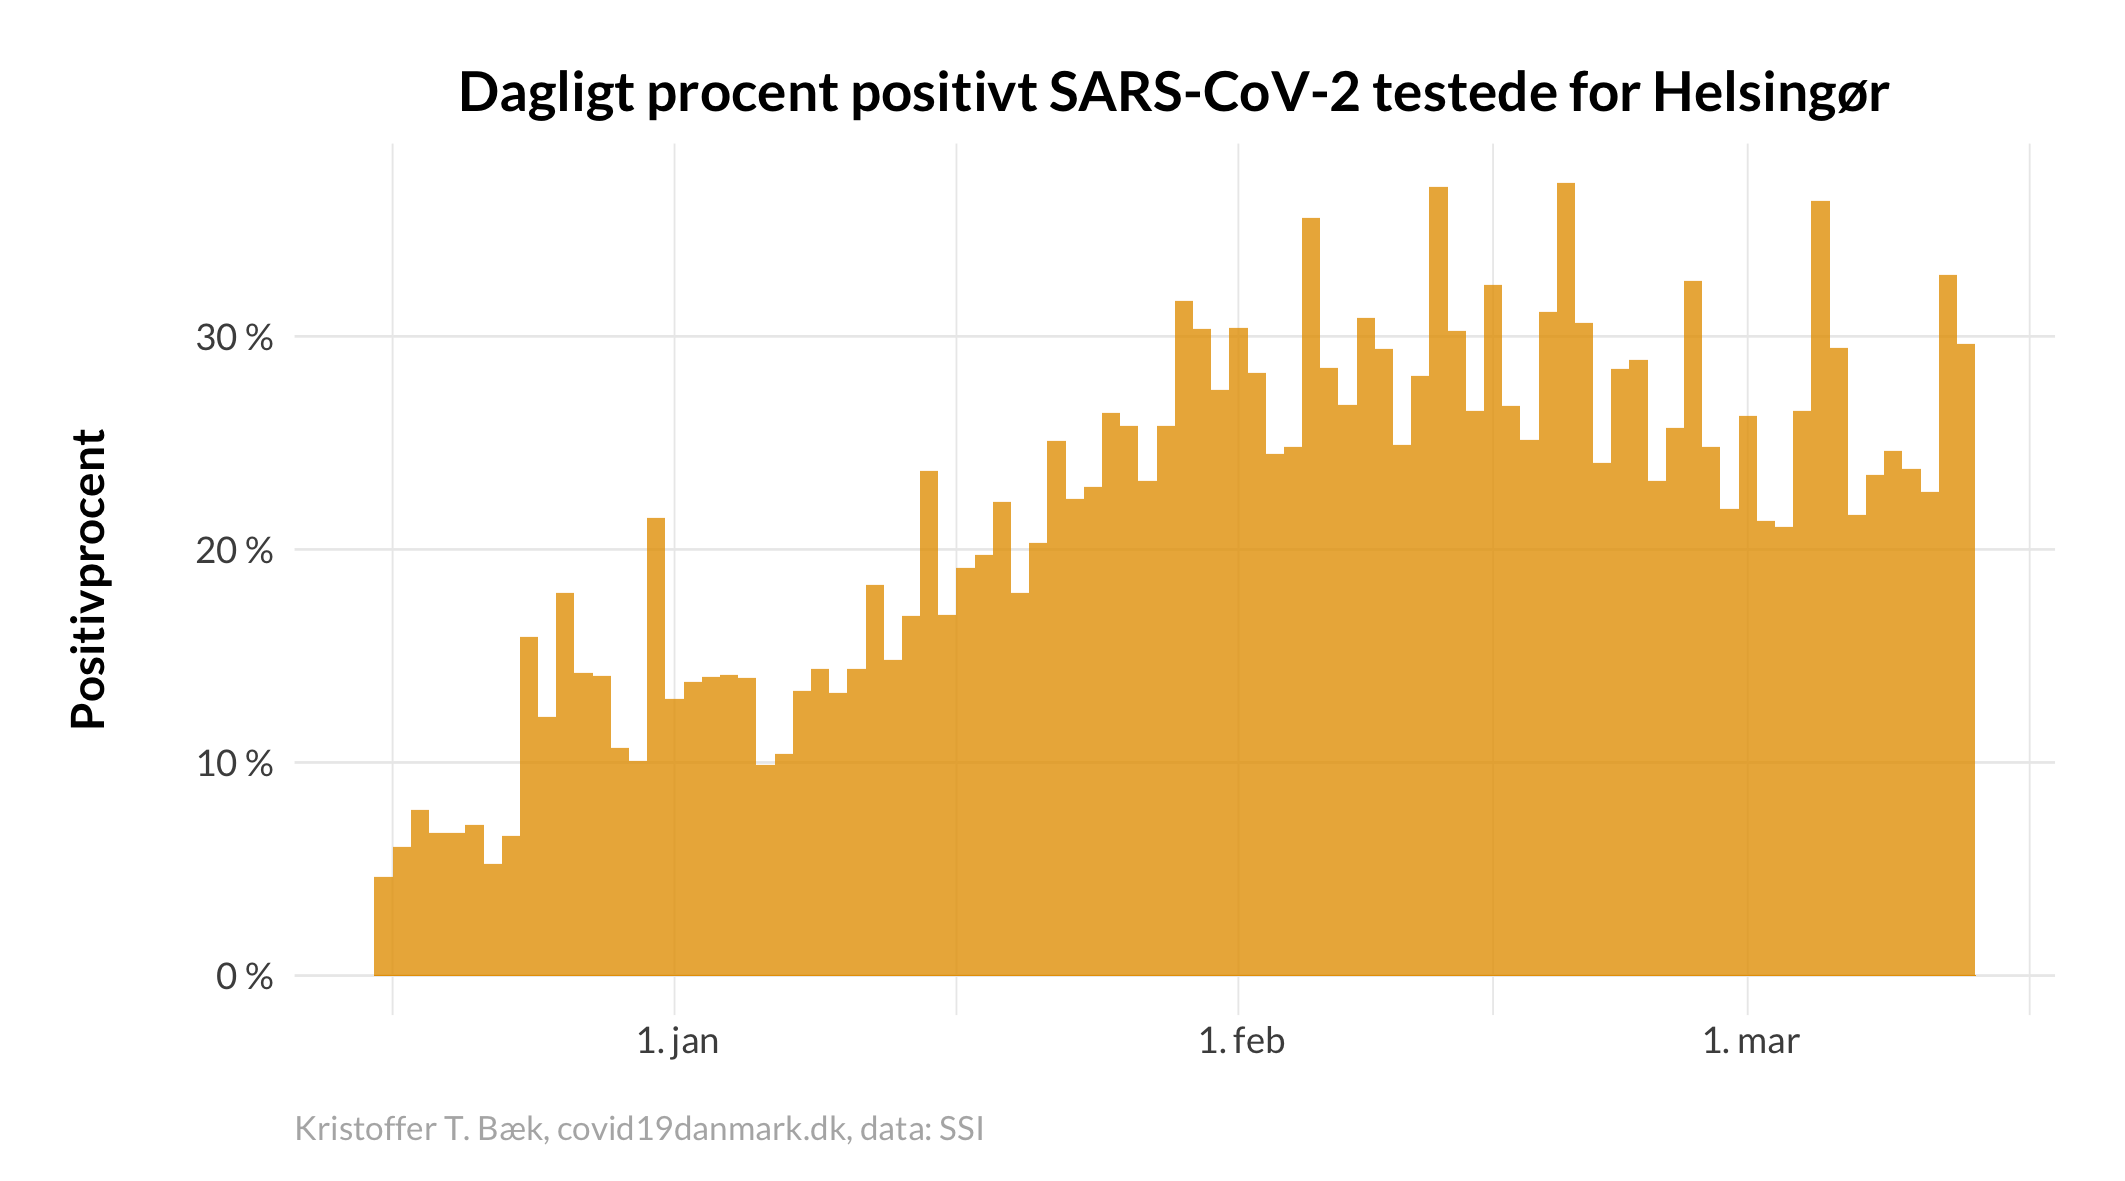 Dagligt procent positivt SARS-CoV-2 testede for Helsingør
Positivprocent
30 %
20 %
10 %
0 %
1. jan
1. feb
1. mar
Kristoffer T. Bæk, covid19danmark.dk, data: SSI